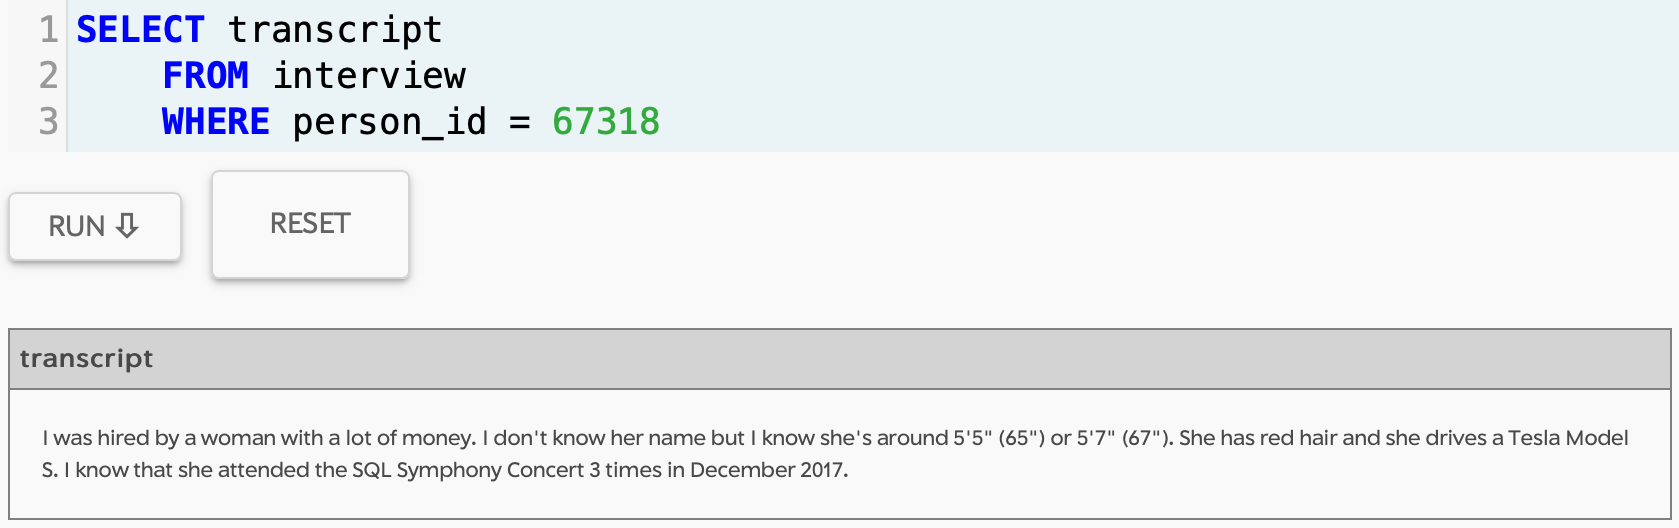 1 SELECT transcript
2 FROM interview
3 WHERE person_id = 67318
RUN ⇩
RESET
transcript
I was hired by a woman with a lot of money. I don't know her name but I know she's around 5'5" (65") or 5'7" (67"). She has red hair and she drives a Tesla Model
S. I know that she attended the SQL Symphony Concert 3 times in December 2017.